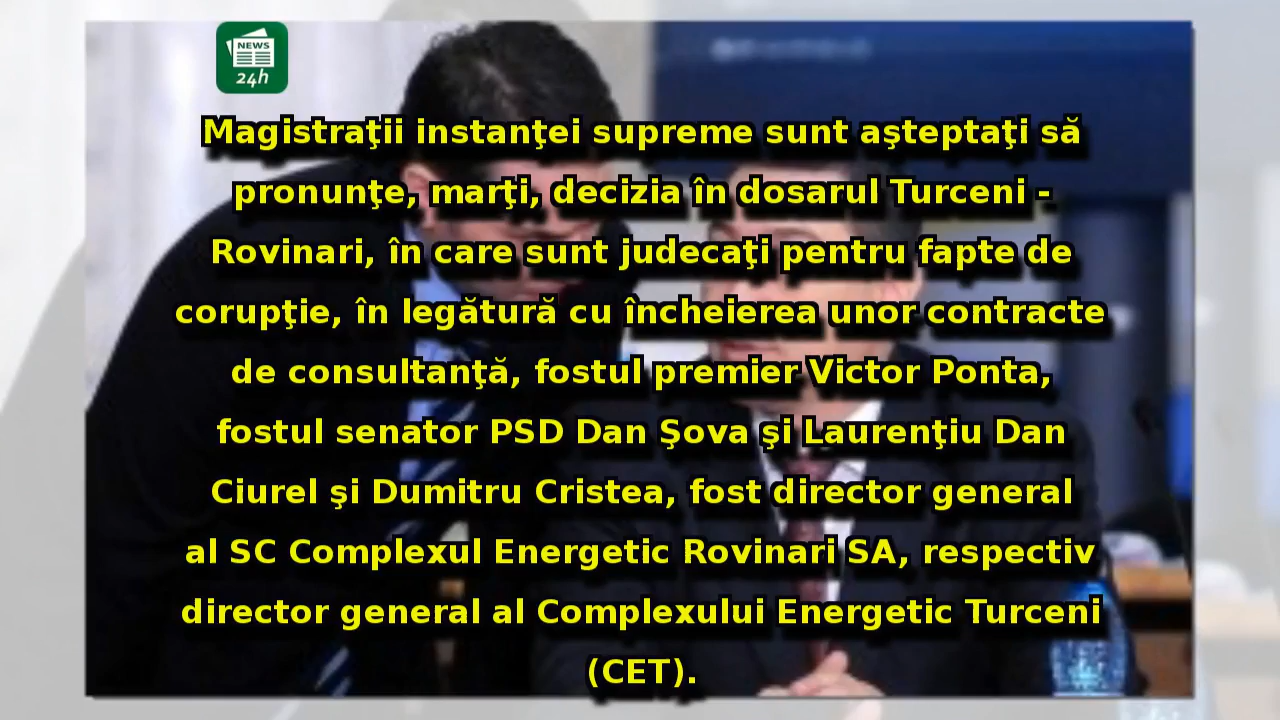 NEWS
24h
Magistraţii instanţei supreme sunt aşteptaţi să
pronunţe, marţi, decizia în dosarul Turceni -
Rovinari, în care sunt judecaţi pentru fapte de
corupţie, în legătură cu încheierea unor contracte
de consultanţă, fostul premier Victor Ponta,
fostul senator PSD Dan Şova şi Laurenţiu Dan
Ciurel şi Dumitru Cristea, fost director general
al SC Complexul Energetic Rovinari SA, respectiv
director general al Complexului Energetic Turceni
(CET).